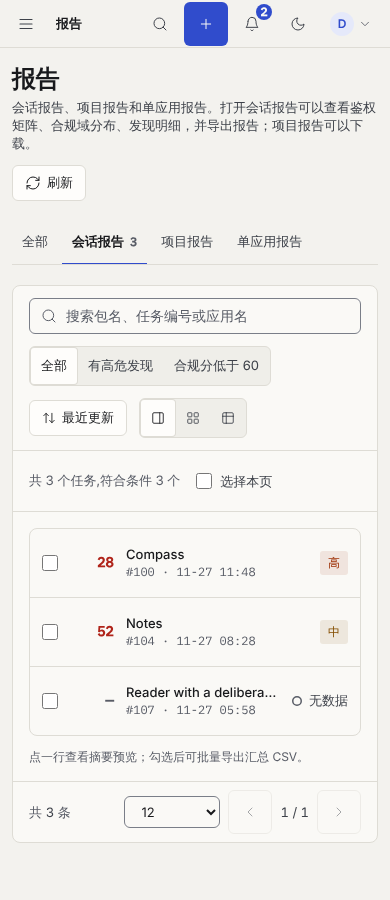 报告
2
D
报告
会话报告、项目报告和单应用报告。打开会话报告可以查看鉴权
矩阵、合规域分布、发现明细，并导出报告；项目报告可以下
载。
刷新
全部 会话报告 3 项目报告 单应用报告
搜索包名、任务编号或应用名
全部 有高危发现 合规分低于 60
最近更新
共 3 个任务,符合条件 3 个 选择本页
28 Compass 高
#100 · 11-27 11:48
52 Notes 中
#104 · 11-27 08:28
– Reader with a delibera... 无数据
#107 · 11-27 05:58
点一行查看摘要预览；勾选后可批量导出汇总 CSV。
共 3 条 12 1 / 1